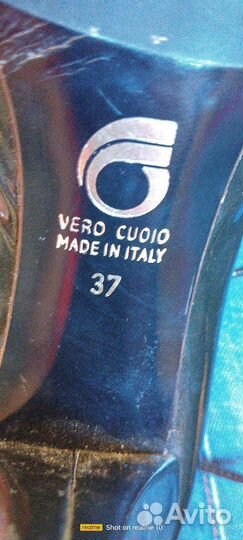 VERO CUOIO
MADE IN ITALY
37
realme Shot on realme 10
Avito